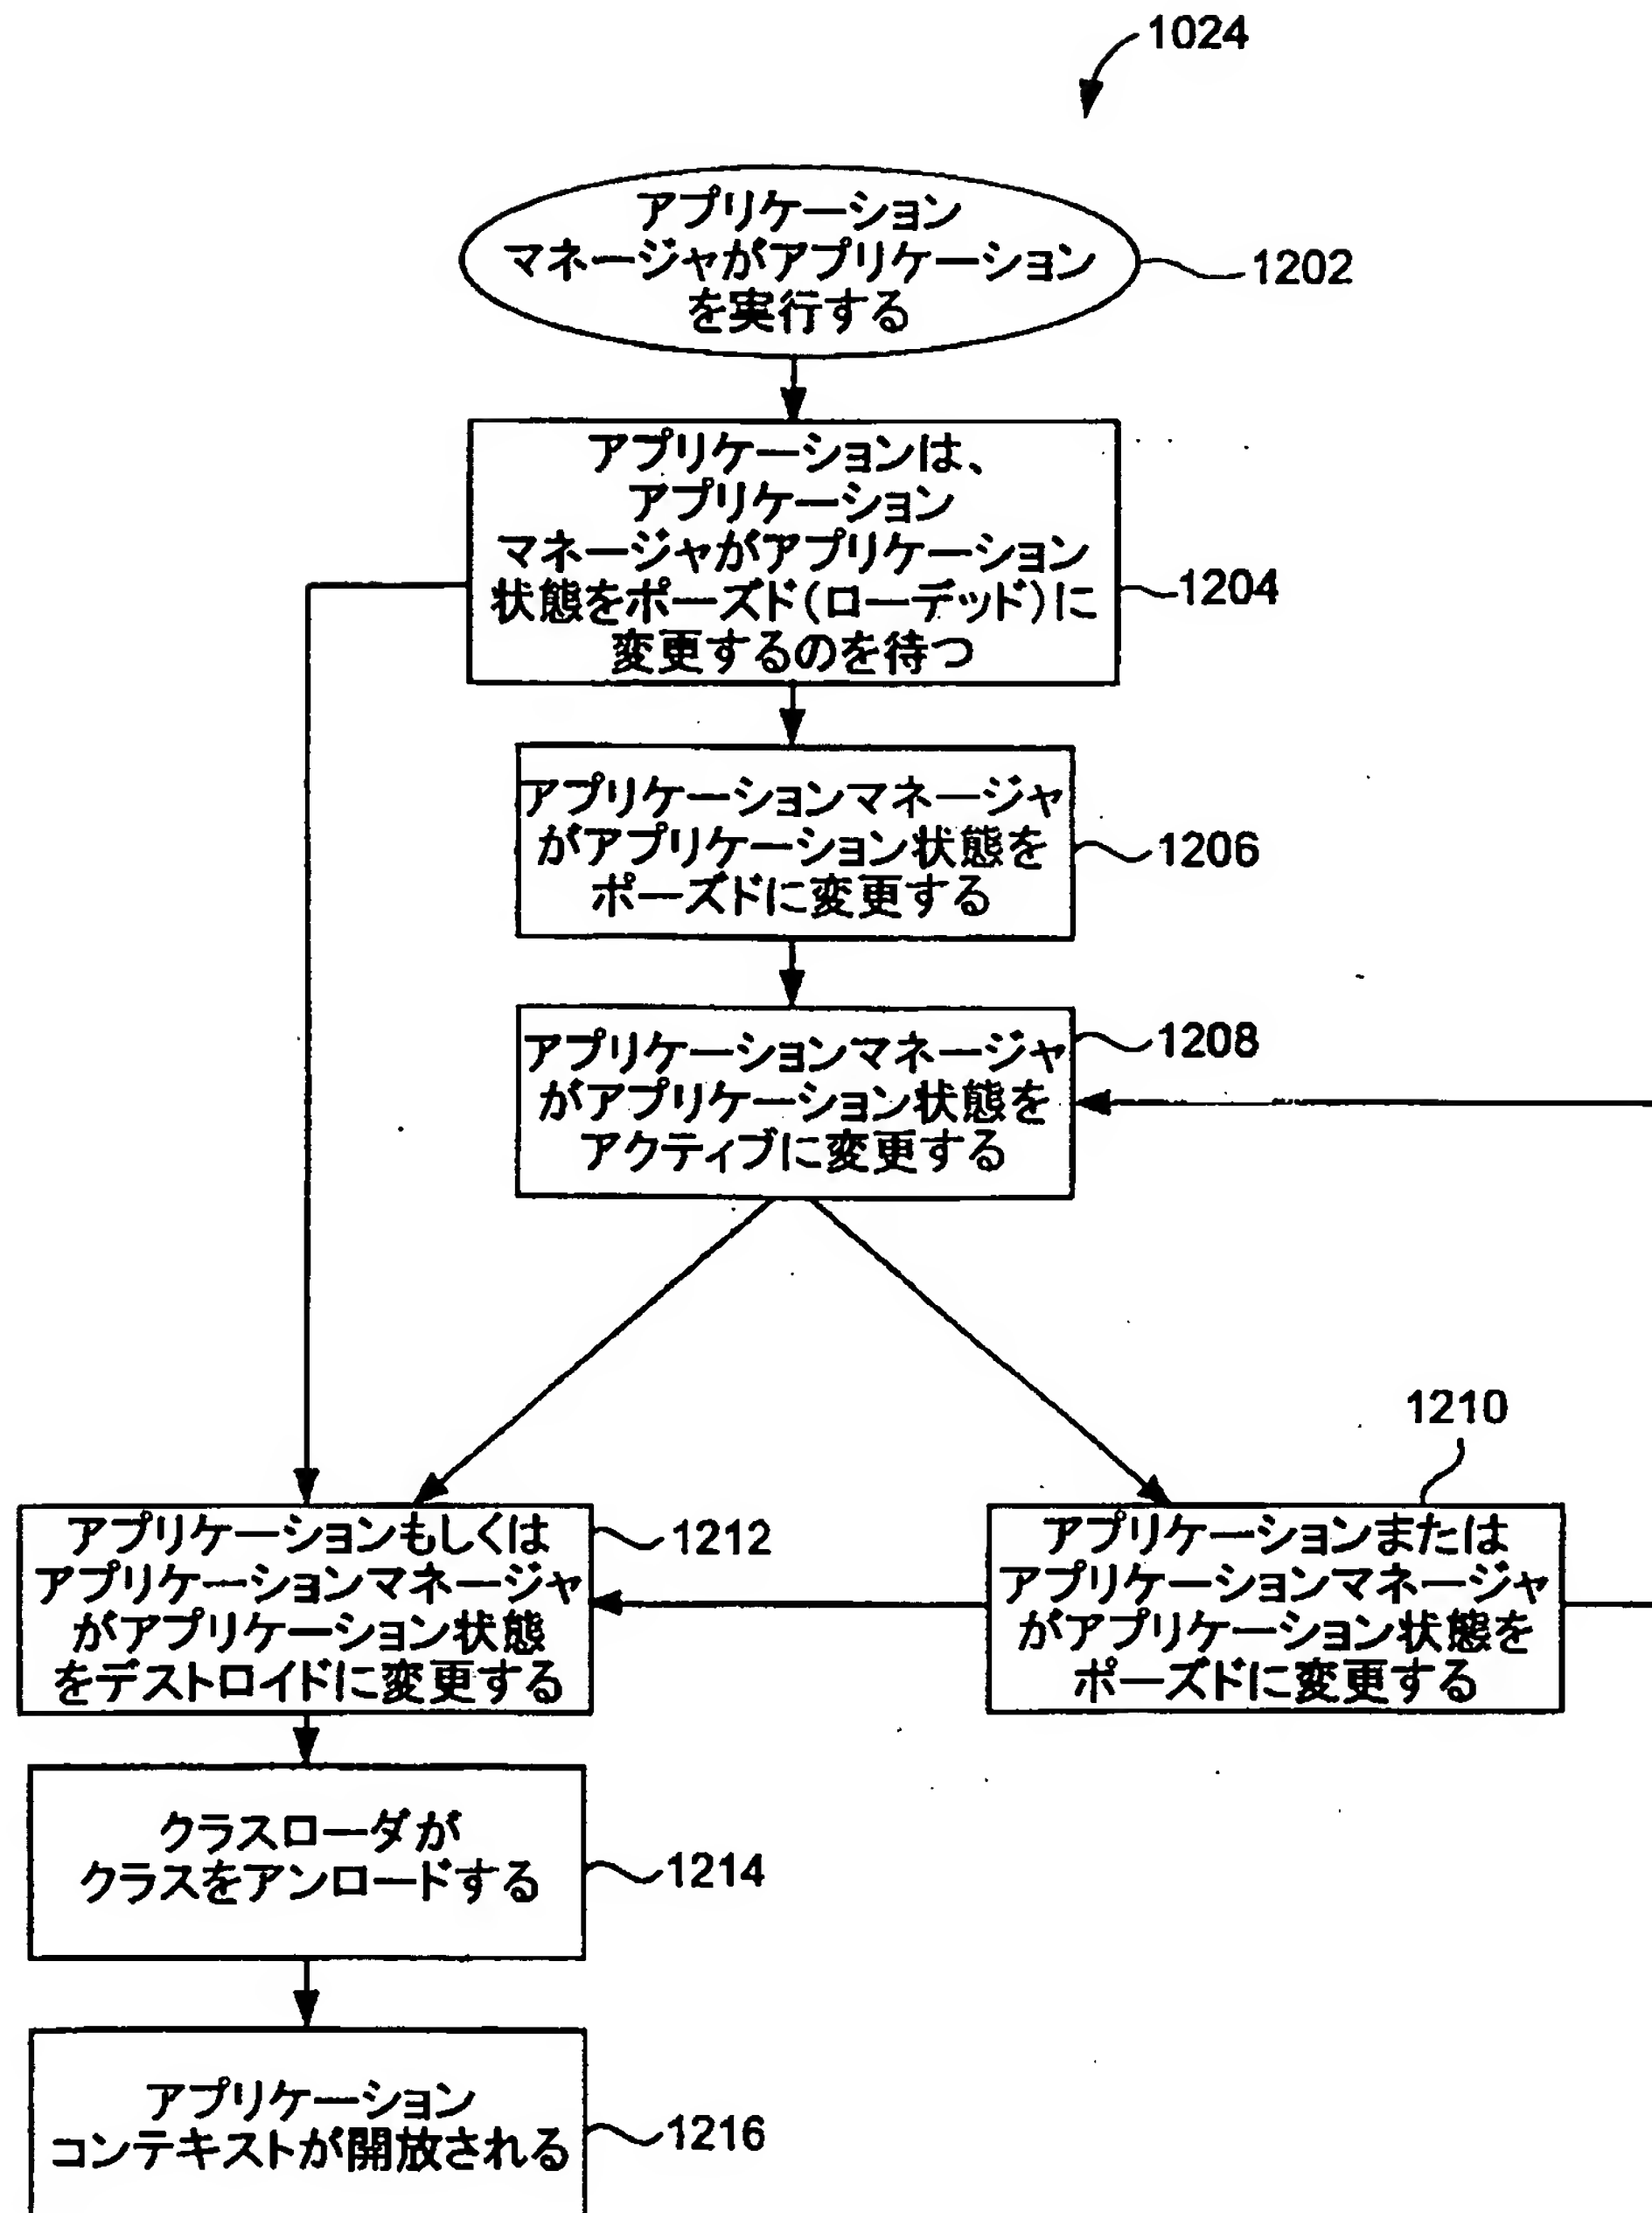 1024
アプリケーション
マネージャがアプリケーション
を実行する
1202
アプリケーションは、
アプリケーション
マネージャがアプリケーション
状態をポーズド(ローデッド)に
変更するのを待つ
1204
アプリケーションマネージャ
がアプリケーション状態を
ポーズドに変更する
1206
アプリケーションマネージャ
がアプリケーション状態を
アクティブに変更する
1208
1210
アプリケーションもしくは
アプリケーションマネージャ
がアプリケーション状態
をデストロイドに変更する
1212
アプリケーションまたは
アプリケーションマネージャ
がアプリケーション状態を
ポーズドに変更する
クラスローダが
クラスをアンロードする
1214
アプリケーション
コンテキストが開放される
1216